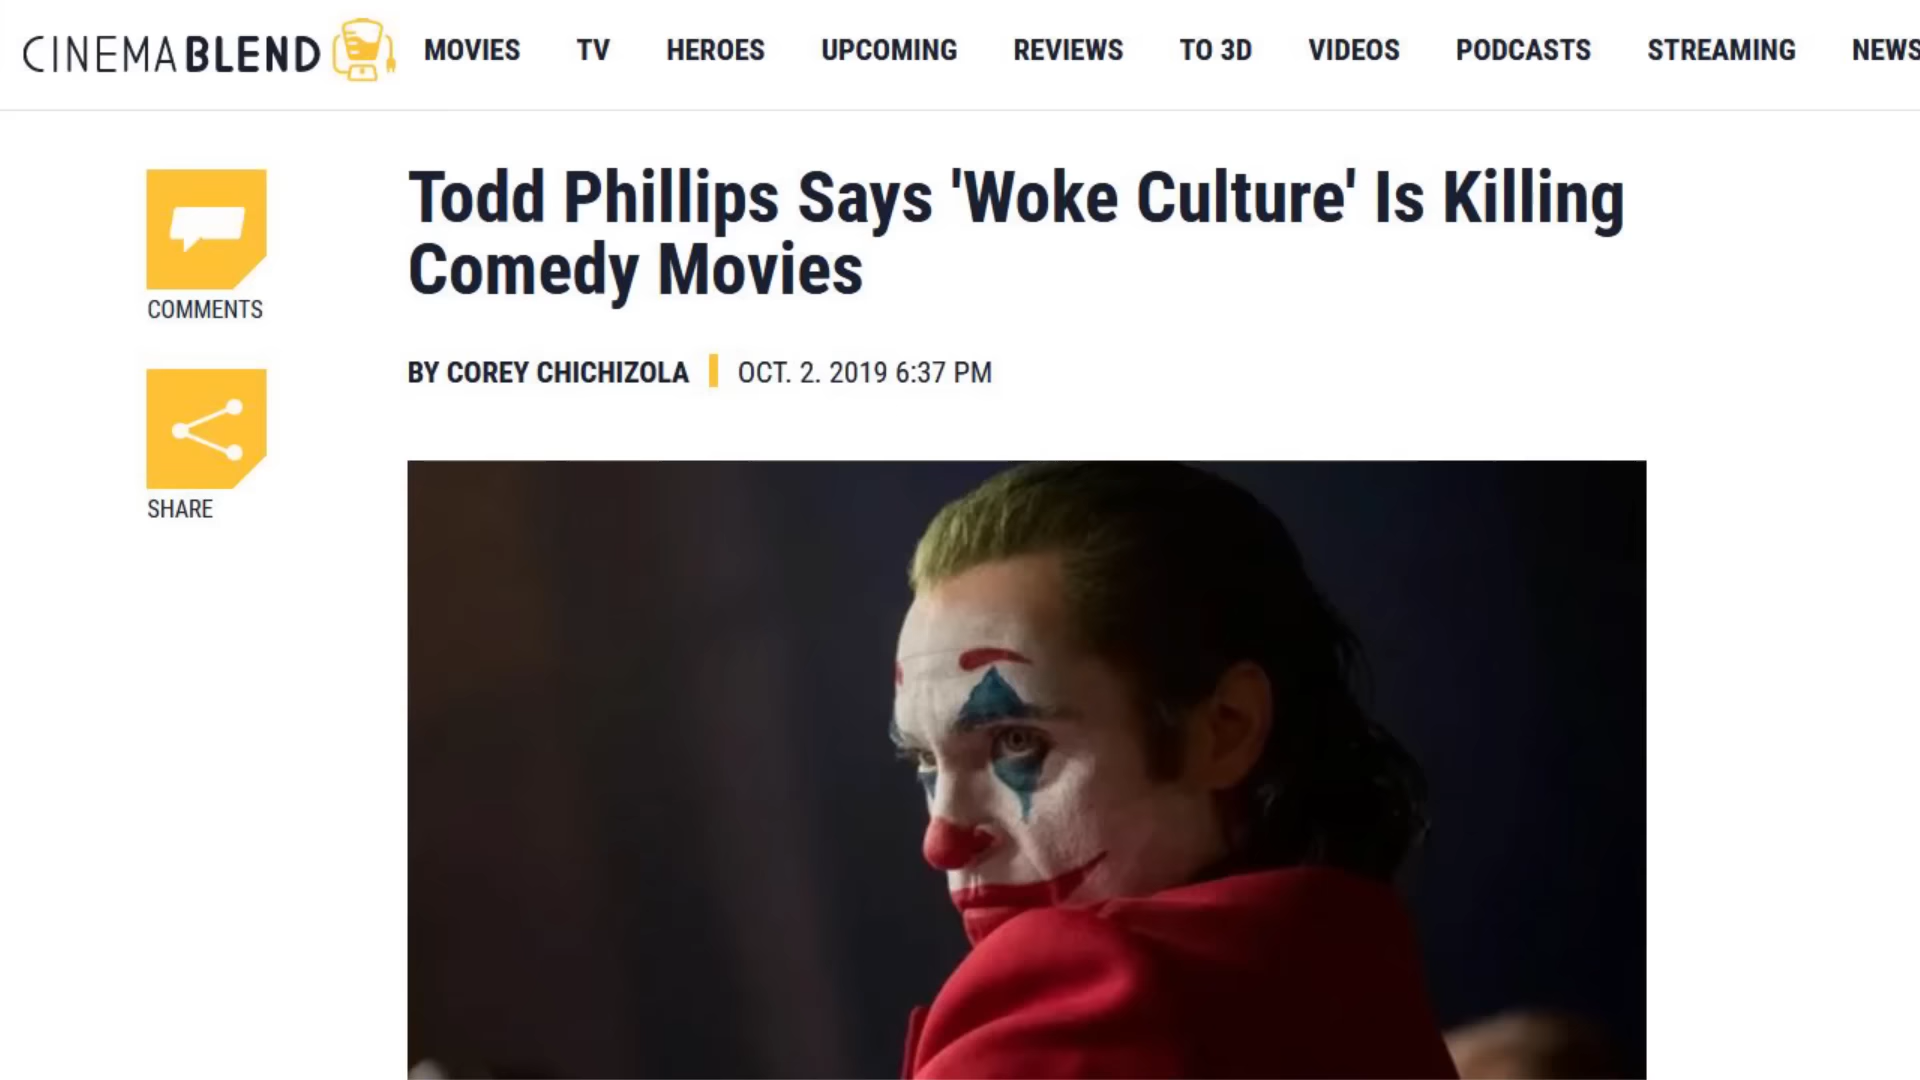 CINEMABLEND MOVIES TV HEROES UPCOMING REVIEWS TO 3D VIDEOS PODCASTS STREAMING NEWS
Todd Phillips Says 'Woke Culture' Is Killing
Comedy Movies
COMMENTS
BY COREY CHICHIZOLA OCT. 2. 2019 6:37 PM
SHARE